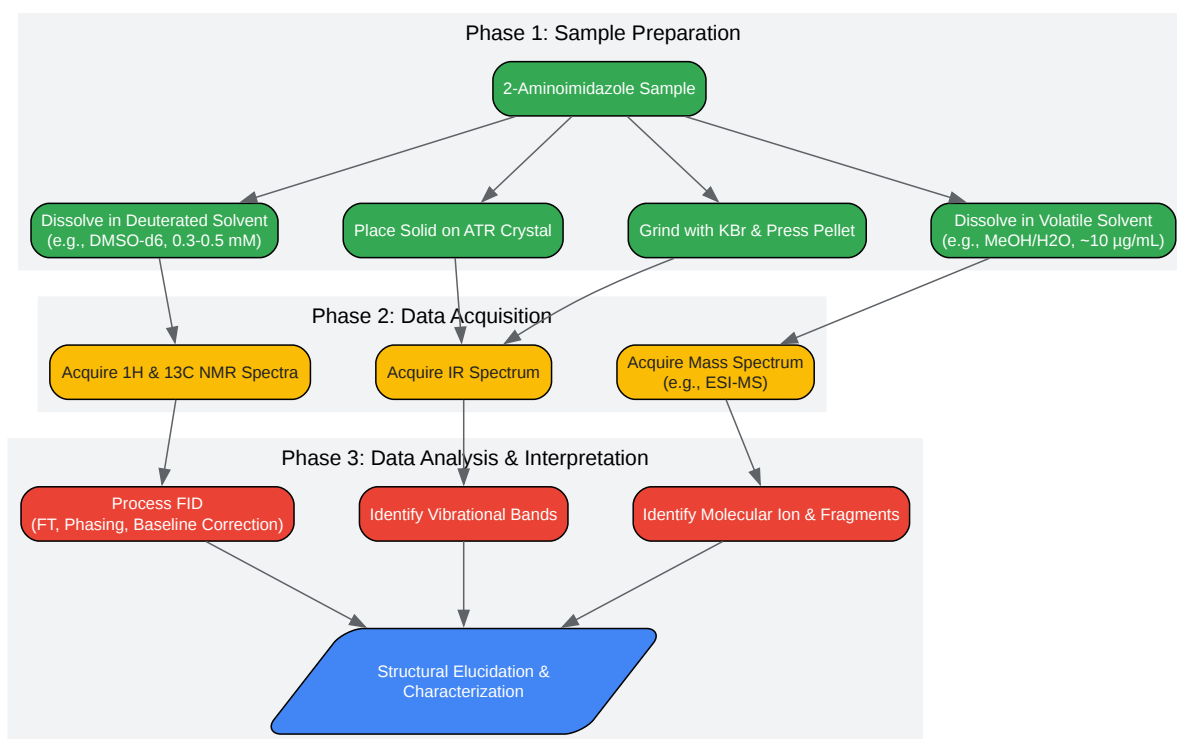 Phase 1: Sample Preparation
2-Aminoimidazole Sample
Dissolve in Deuterated Solvent
(e.g., DMSO-d6, 0.3-0.5 mM)
Place Solid on ATR Crystal
Grind with KBr & Press Pellet
Dissolve in Volatile Solvent
(e.g., MeOH/H2O, ~10 µg/mL)
Phase 2: Data Acquisition
Acquire 1H & 13C NMR Spectra
Acquire IR Spectrum
Acquire Mass Spectrum
(e.g., ESI-MS)
Phase 3: Data Analysis & Interpretation
Process FID
(FT, Phasing, Baseline Correction)
Identify Vibrational Bands
Identify Molecular Ion & Fragments
Structural Elucidation &
Characterization